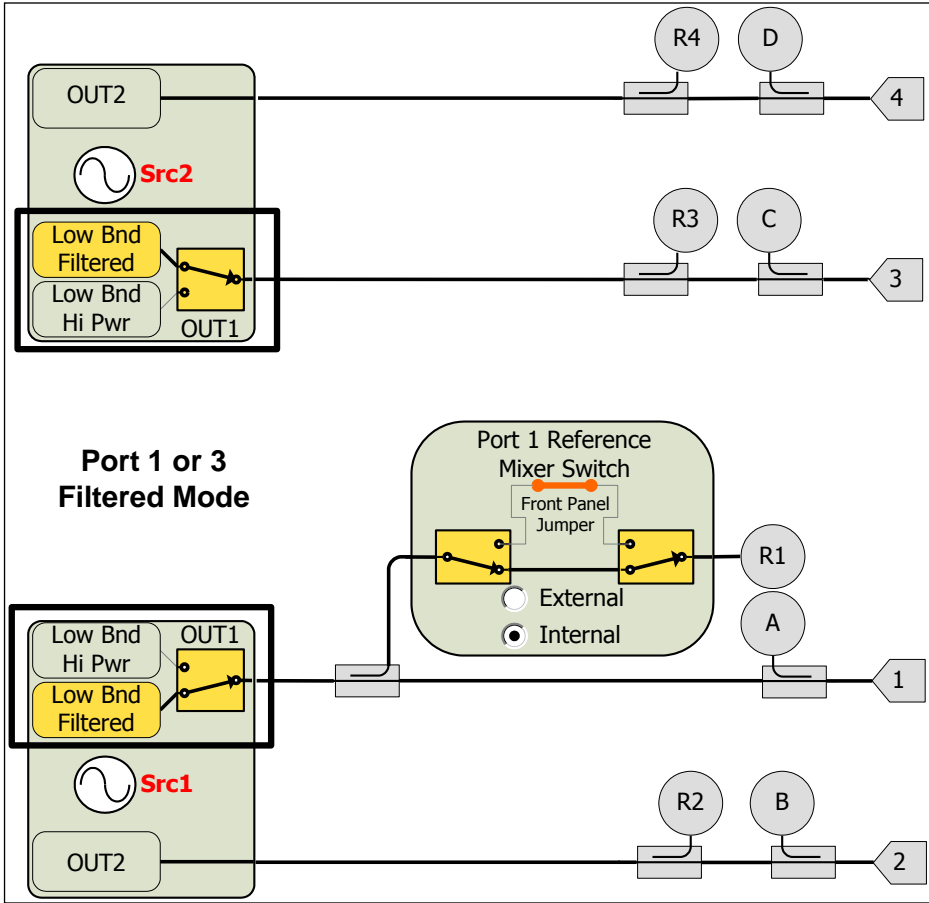 R4
D
OUT2
4
Src2
R3
C
Low Bnd
Filtered
3
Low Bnd
Hi Pwr
OUT1
Port 1 or 3
Filtered Mode
Port 1 Reference
Mixer Switch
Front Panel
Jumper
R1
External
Internal
A
Low Bnd
Hi Pwr
OUT1
Low Bnd
Filtered
1
Src1
R2
B
OUT2
2